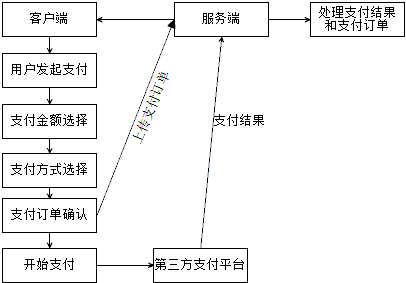 客户端
服务端
处理支付结果
和支付订单
用户发起支付
支付金额选择
上传支付订单
支付结果
支付方式选择
支付订单确认
开始支付
第三方支付平台